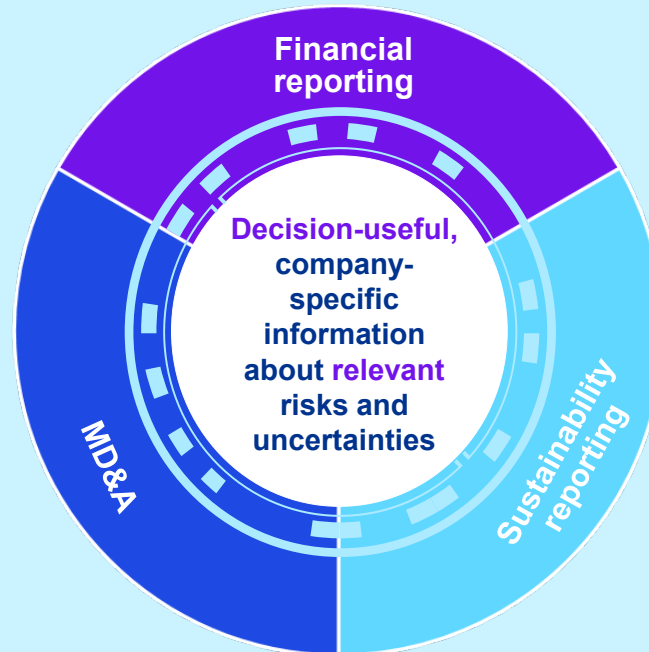 Financial
reporting
Decision-useful,
company-
specific
information
about relevant
risks and
uncertainties
MD&A
Sustainability
reporting